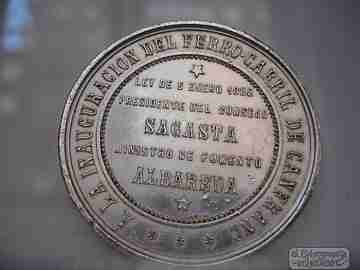 A LA INAUGURACION DEL FERRO-CARRIL DE CANFRANC
LEY DE 5 ENERO 1882
PRESIDENTE DEL CONSEJO
SAGASTA
MINISTRO DE FOMENTO
ALBAREDA